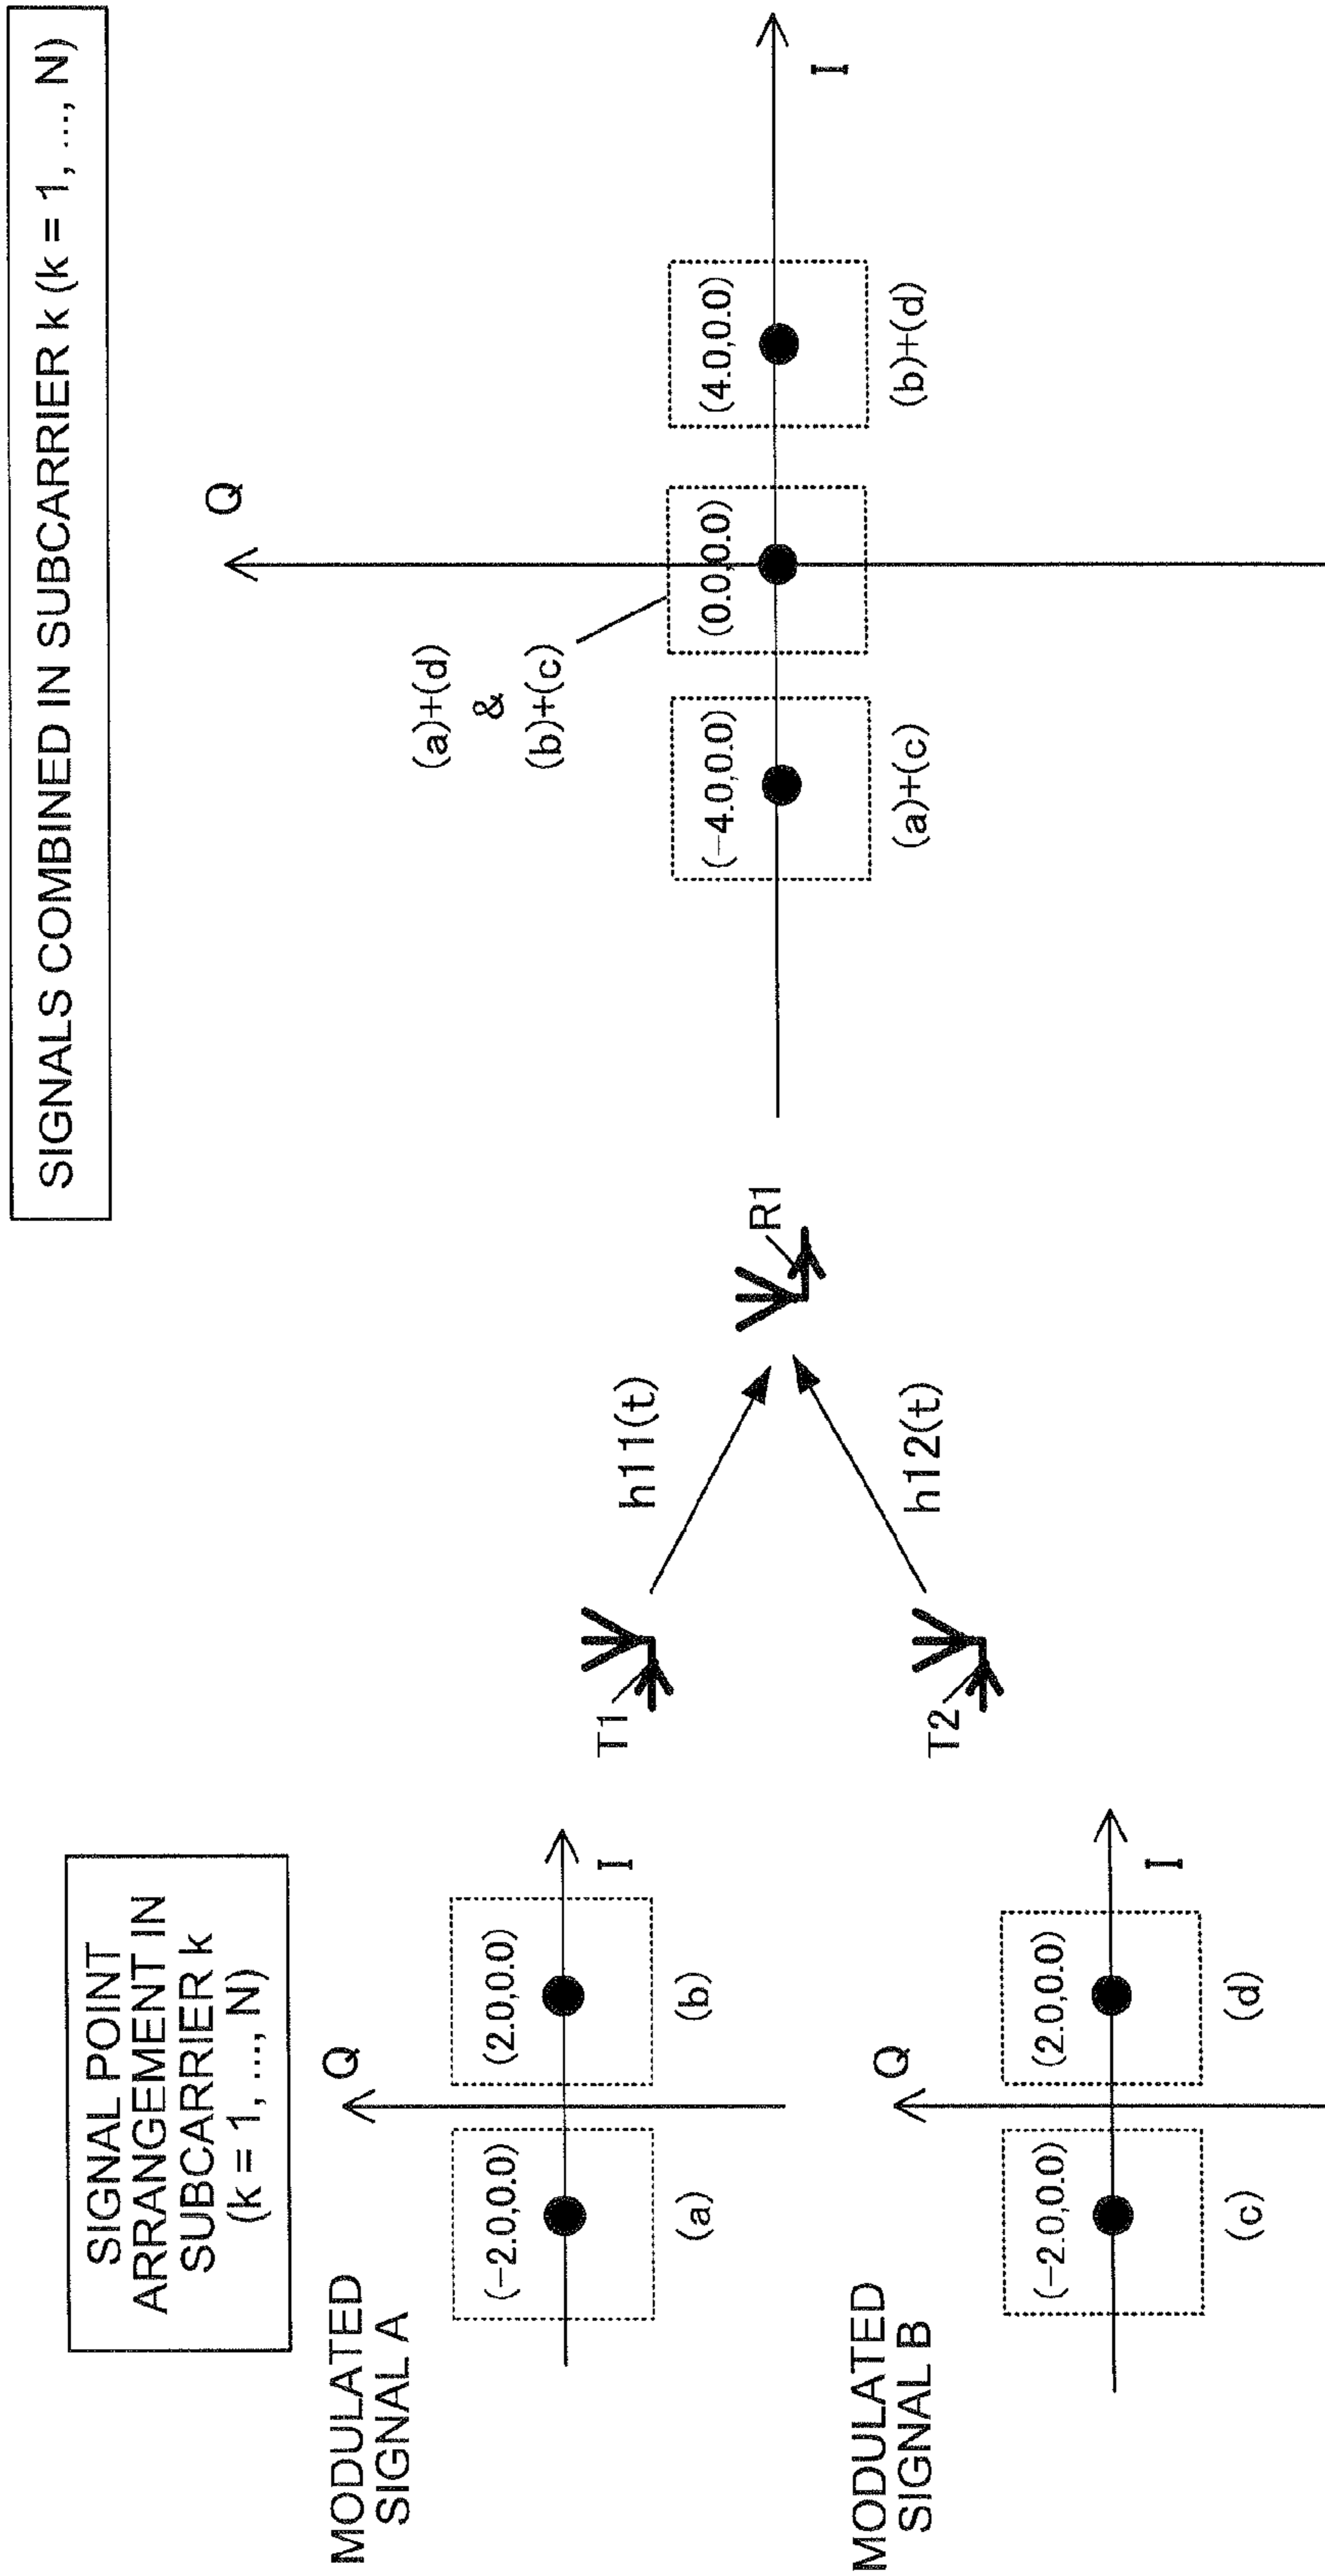 SIGNAL POINT
ARRANGEMENT IN
SUBCARRIER k
(k = 1, ..., N)
MODULATED
SIGNAL A
Q
(-2.0,0.0)
(2.0,0.0)
I
(a)
(b)
MODULATED
SIGNAL B
Q
(-2.0,0.0)
(2.0,0.0)
I
(c)
(d)
T1
T2
h11(t)
h12(t)
R1
SIGNALS COMBINED IN SUBCARRIER k (k = 1, ..., N)
Q
(a)+(d)
&
(b)+(c)
(-4.0,0.0)
(0.0,0.0)
(4.0,0.0)
I
(a)+(c)
(b)+(d)